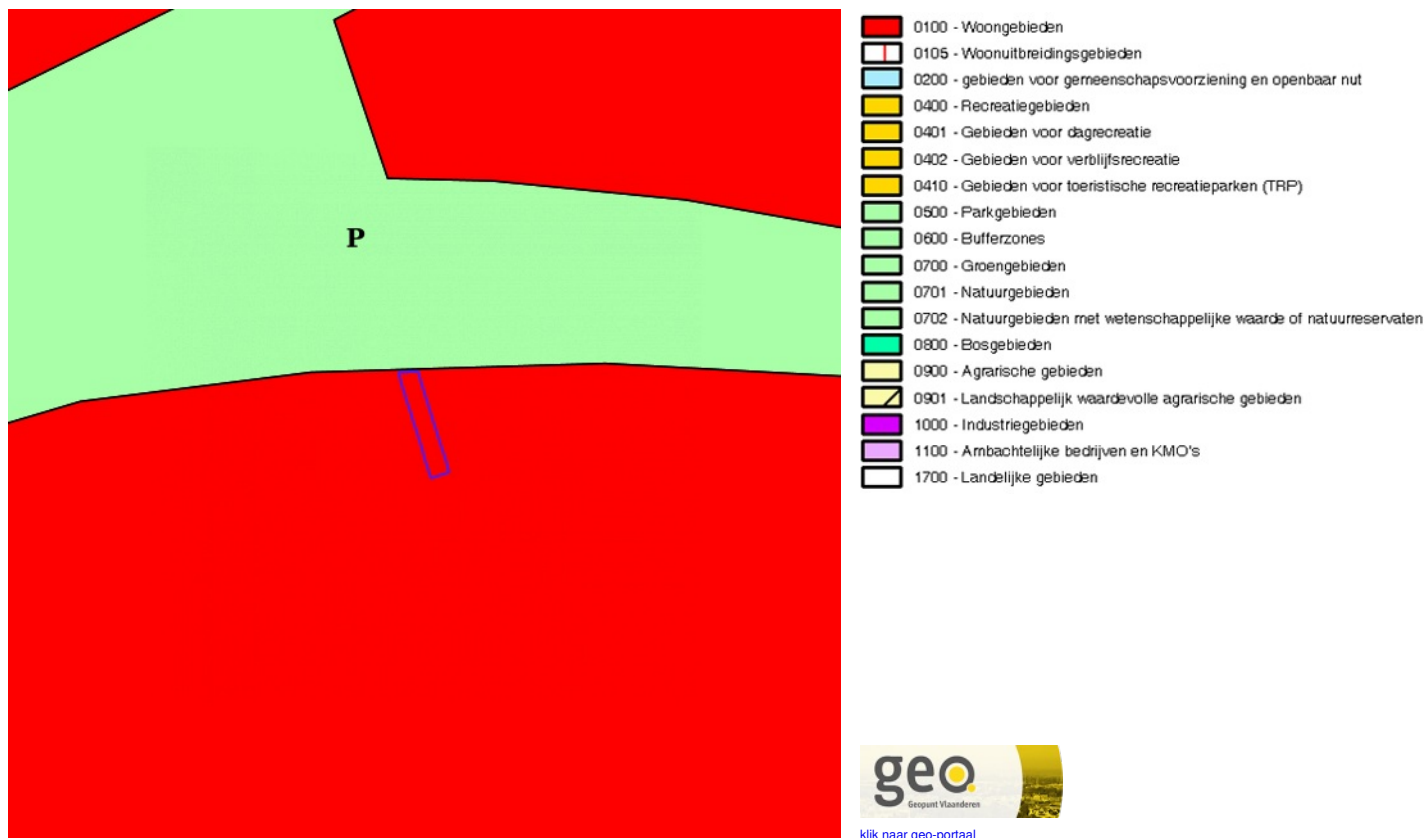 P
0100 - Woongebieden
0105 - Woonuitbreidingsgebieden
0200 - gebieden voor gemeenschapsvoorziening en openbaar nut
0400 - Recreatiegebieden
0401 - Gebieden voor dagrecreatie
0402 - Gebieden voor verblijfsrecreatie
0410 - Gebieden voor toeristische recreatieparken (TRP)
0500 - Parkgebieden
0600 - Bufferzones
0700 - Groengebieden
0701 - Natuurgebieden
0702 - Natuurgebieden met wetenschappelijke waarde of natuurreservaten
0800 - Bosgebieden
0900 - Agrarische gebieden
0901 - Landschappelijk waardevolle agrarische gebieden
1000 - Industriegebieden
1100 - Ambachtelijke bedrijven en KMO's
1700 - Landelijke gebieden
geo
Geopunt Vlaanderen
klik naar geo-portaal